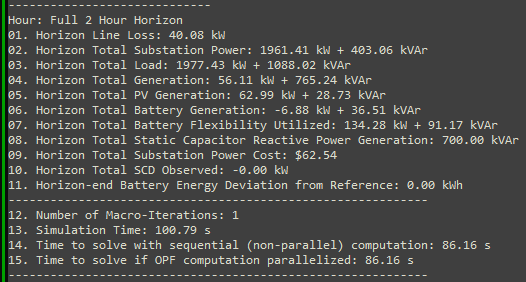 -----------------------------
Hour: Full 2 Hour Horizon
01. Horizon Line Loss: 40.08 kW
02. Horizon Total Substation Power: 1961.41 kW + 403.06 kVAr
03. Horizon Total Load: 1977.43 kW + 1088.02 kVAr
04. Horizon Total Generation: 56.11 kW + 765.24 kVAr
05. Horizon Total PV Generation: 62.99 kW + 28.73 kVAr
06. Horizon Total Battery Generation: -6.88 kW + 36.51 kVAr
07. Horizon Total Battery Flexibility Utilized: 134.28 kW + 91.17 kVAr
08. Horizon Total Static Capacitor Reactive Power Generation: 700.00 kVAr
09. Horizon Total Substation Power Cost: $62.54
10. Horizon Total SCD Observed: -0.00 kW
11. Horizon-end Battery Energy Deviation from Reference: 0.00 kWh
------------------------------------------------------------
12. Number of Macro-Iterations: 1
13. Simulation Time: 100.79 s
14. Time to solve with sequential (non-parallel) computation: 86.16 s
15. Time to solve if OPF computation parallelized: 86.16 s
------------------------------------------------------------